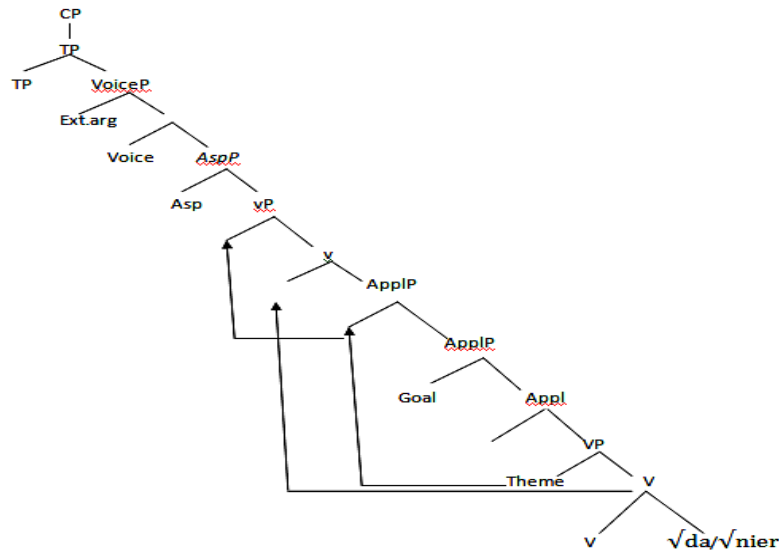 CP
TP
TP VoiceP
Ext.arg
Voice AspP
Asp vP
v
ApplP
ApplP
Goal Appl
VP
Theme V
v √da/√nier